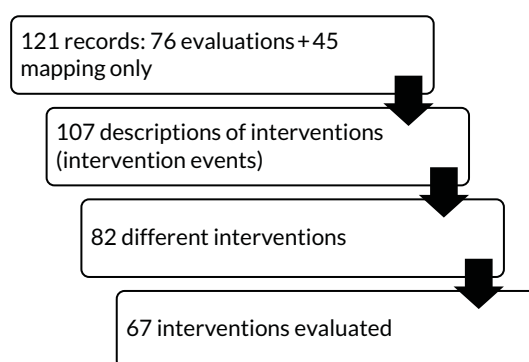 121 records: 76 evaluations + 45
mapping only
107 descriptions of interventions
(intervention events)
82 different interventions
67 interventions evaluated